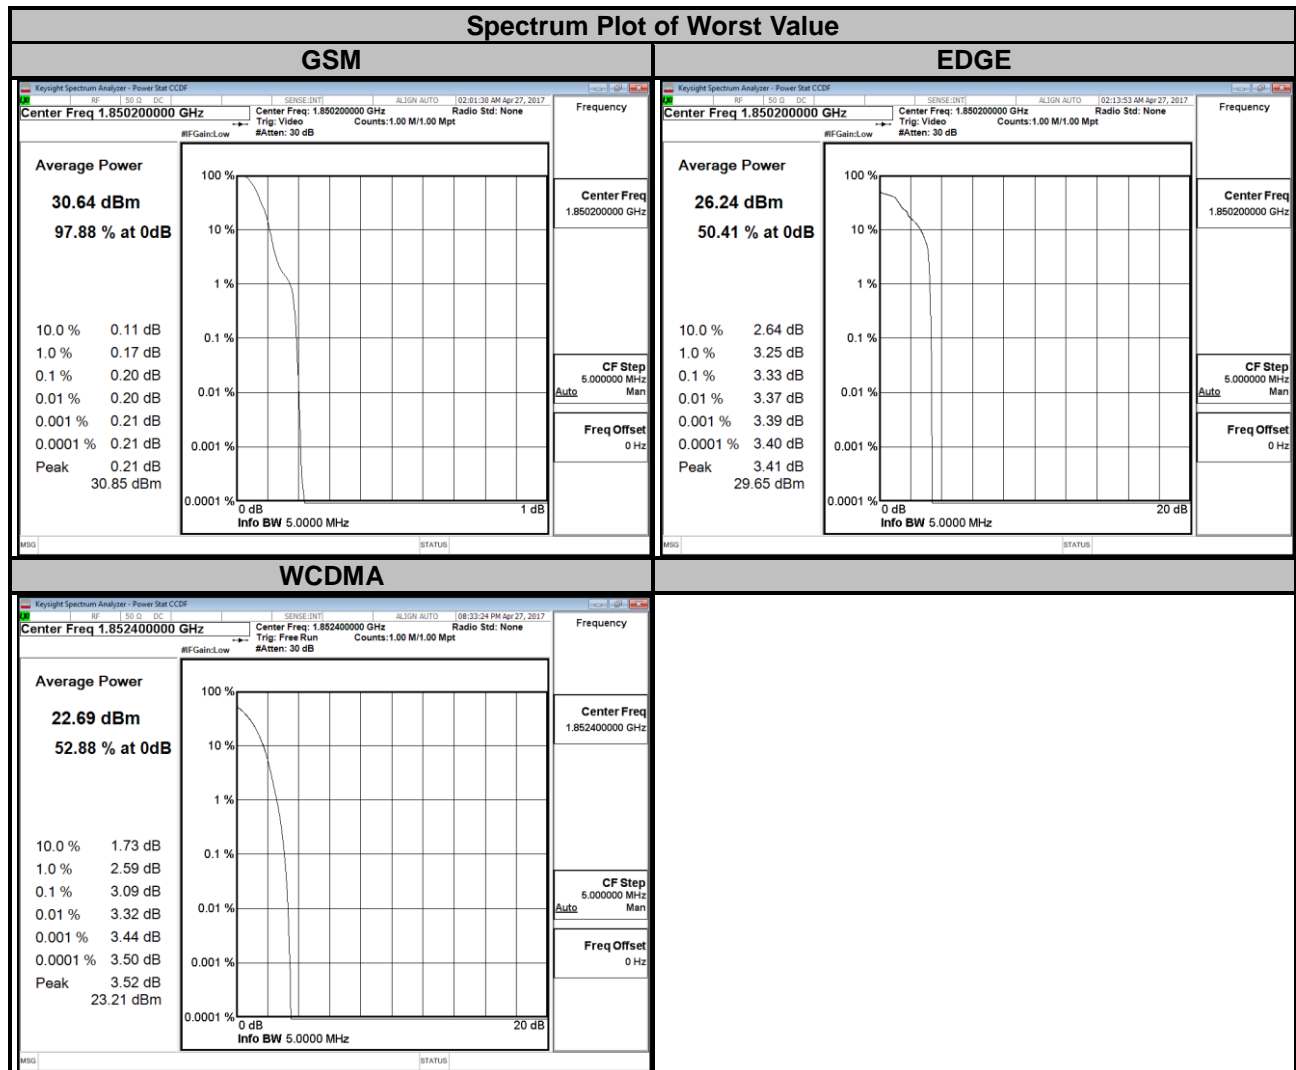 Spectrum Plot of Worst Value
GSM
EDGE
Keysight Spectrum Analyzer - Power Stat CCDF
RF 50 Ω DC SENSE:INT ALIGN AUTO 02:01:30 AM Apr 27, 2017
Center Freq 1.850200000 GHz
Center Freq: 1.850200000 GHz Radio Std: None
Trig: Video Counts:1.00 M/1.00 Mpt
#IFGain:Low #Atten: 30 dB
Frequency
Average Power
30.64 dBm
97.88 % at 0dB
10.0 % 0.11 dB
1.0 % 0.17 dB
0.1 % 0.20 dB
0.01 % 0.20 dB
0.001 % 0.21 dB
0.0001 % 0.21 dB
Peak 0.21 dB
30.85 dBm
100 %
10 %
1 %
0.1 %
0.01 %
0.001 %
0.0001 %
0 dB 1 dB
Info BW 5.0000 MHz
Center Freq
1.850200000 GHz
CF Step
5.000000 MHz
Auto Man
Freq Offset
0 Hz
MSG STATUS
Keysight Spectrum Analyzer - Power Stat CCDF
RF 50 Ω DC SENSE:INT ALIGN AUTO 02:13:53 AM Apr 27, 2017
Center Freq 1.850200000 GHz
Center Freq: 1.850200000 GHz Radio Std: None
Trig: Video Counts:1.00 M/1.00 Mpt
#IFGain:Low #Atten: 30 dB
Frequency
Average Power
26.24 dBm
50.41 % at 0dB
10.0 % 2.64 dB
1.0 % 3.25 dB
0.1 % 3.33 dB
0.01 % 3.37 dB
0.001 % 3.39 dB
0.0001 % 3.40 dB
Peak 3.41 dB
29.65 dBm
100 %
10 %
1 %
0.1 %
0.01 %
0.001 %
0.0001 %
0 dB 20 dB
Info BW 5.0000 MHz
Center Freq
1.850200000 GHz
CF Step
5.000000 MHz
Auto Man
Freq Offset
0 Hz
MSG STATUS
WCDMA
Keysight Spectrum Analyzer - Power Stat CCDF
RF 50 Ω DC SENSE:INT ALIGN AUTO 08:33:24 PM Apr 27, 2017
Center Freq 1.852400000 GHz
Center Freq: 1.852400000 GHz Radio Std: None
Trig: Free Run Counts:1.00 M/1.00 Mpt
#IFGain:Low #Atten: 30 dB
Frequency
Average Power
22.69 dBm
52.88 % at 0dB
10.0 % 1.73 dB
1.0 % 2.59 dB
0.1 % 3.09 dB
0.01 % 3.32 dB
0.001 % 3.44 dB
0.0001 % 3.50 dB
Peak 3.52 dB
23.21 dBm
100 %
10 %
1 %
0.1 %
0.01 %
0.001 %
0.0001 %
0 dB 20 dB
Info BW 5.0000 MHz
Center Freq
1.852400000 GHz
CF Step
5.000000 MHz
Auto Man
Freq Offset
0 Hz
MSG STATUS